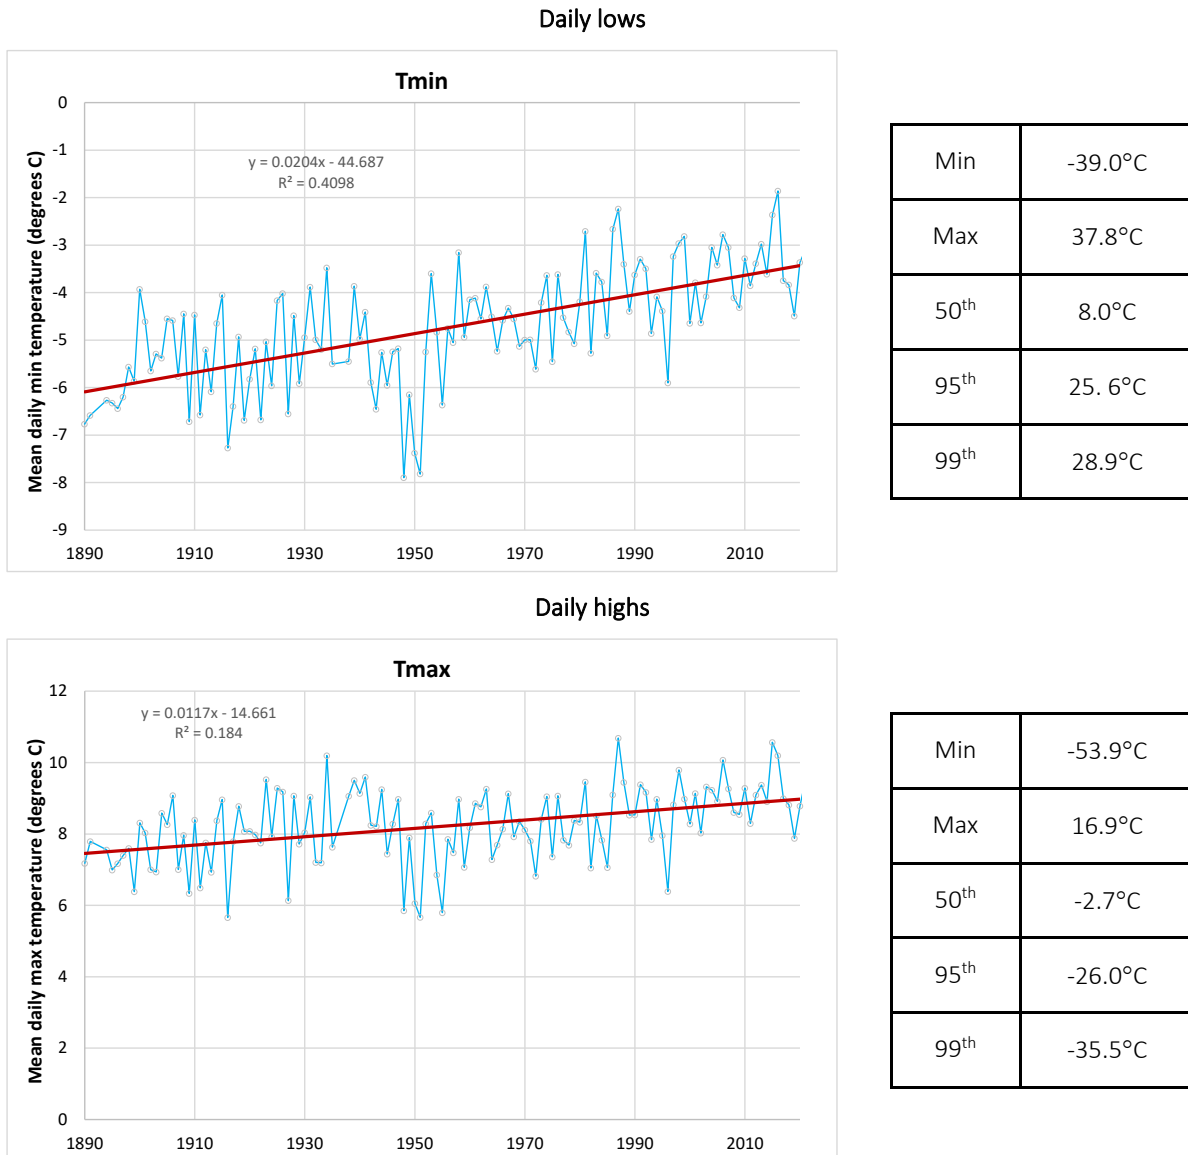 Daily lows
Tmin
Mean daily min temperature (degrees C)
y = 0.0204x - 44.687
R² = 0.4098
0
-1
-2
-3
-4
-5
-6
-7
-8
-9
1890 1910 1930 1950 1970 1990 2010
Min -39.0°C
Max 37.8°C
50th 8.0°C
95th 25. 6°C
99th 28.9°C
Daily highs
Tmax
Mean daily max temperature (degrees C)
y = 0.0117x - 14.661
R² = 0.184
12
10
8
6
4
2
0
1890 1910 1930 1950 1970 1990 2010
Min -53.9°C
Max 16.9°C
50th -2.7°C
95th -26.0°C
99th -35.5°C